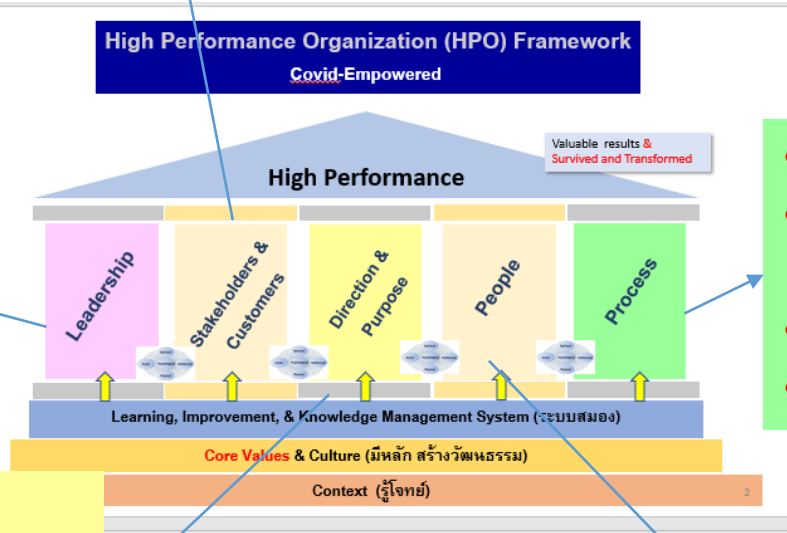 High Performance Organization (HPO) Framework
Covid-Empowered
Valuable results &
Survived and Transformed
High Performance
Leadership
Stakeholders &
Customers
Direction &
Purpose
People
Process
Learning, Improvement, & Knowledge Management System (ระบบสมอง)
Core Values & Culture (มีหลัก สร้างวัฒนธรรม)
Context (รู้โจทย์)
2